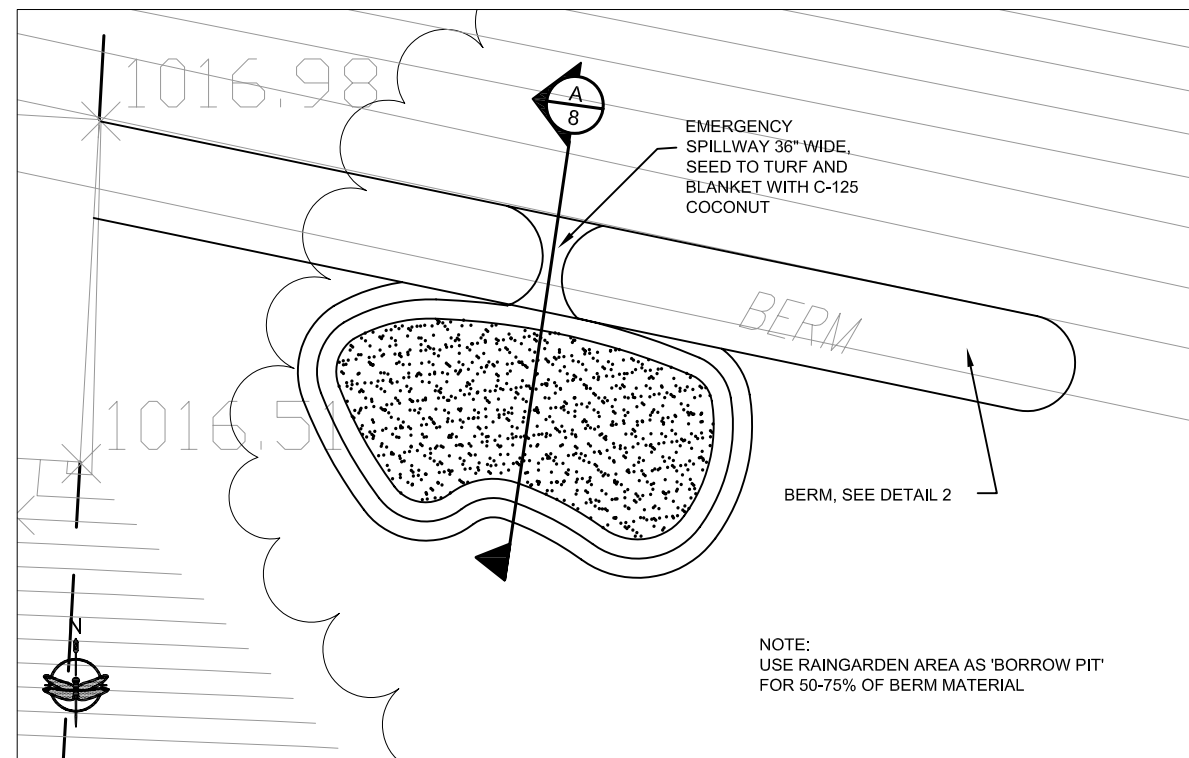 1016.98
A
8
EMERGENCY
SPILLWAY 36" WIDE,
SEED TO TURF AND
BLANKET WITH C-125
COCONUT
BERM
1016.51
BERM, SEE DETAIL 2
N
NOTE:
USE RAINGARDEN AREA AS 'BORROW PIT'
FOR 50-75% OF BERM MATERIAL